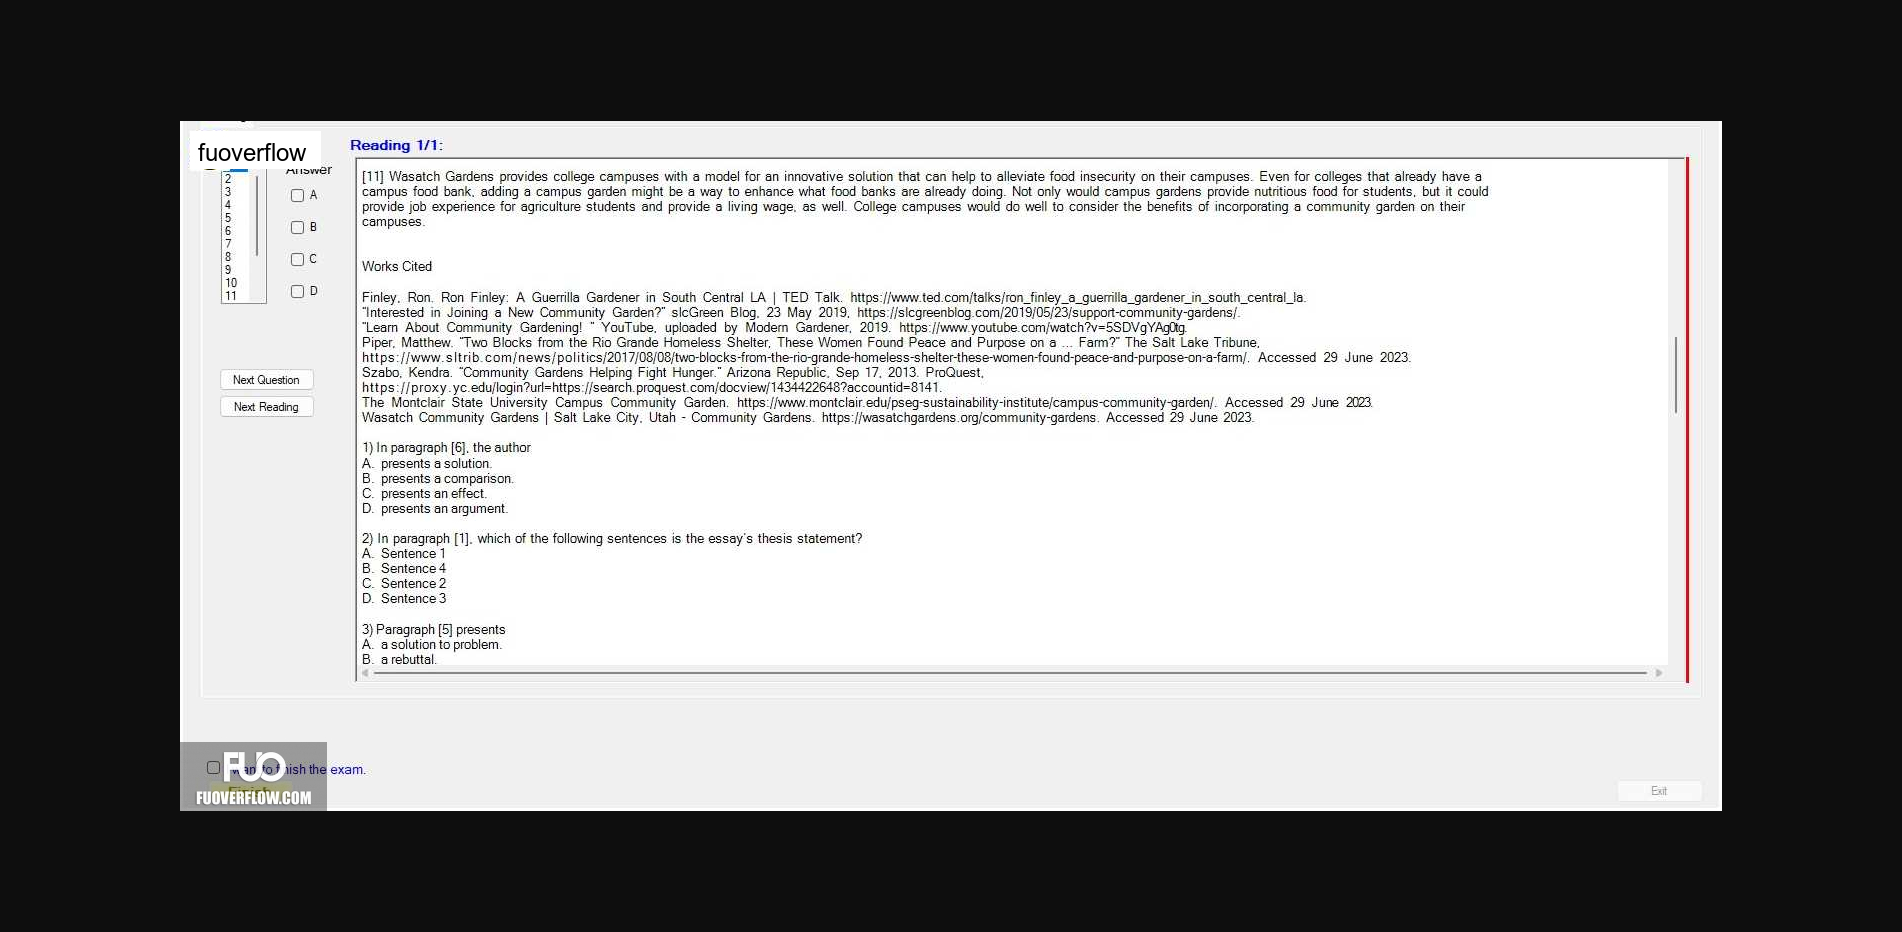 fuoverflow
Reading 1/1:
Answer
2
3
4
5
6
7
8
9
10
11
A
B
C
D
Next Question
Next Reading
[11] Wasatch Gardens provides college campuses with a model for an innovative solution that can help to alleviate food insecurity on their campuses. Even for colleges that already have a
campus food bank, adding a campus garden might be a way to enhance what food banks are already doing. Not only would campus gardens provide nutritious food for students, but it could
provide job experience for agriculture students and provide a living wage, as well. College campuses would do well to consider the benefits of incorporating a community garden on their
campuses.
Works Cited
Finley, Ron. Ron Finley: A Guerrilla Gardener in South Central LA | TED Talk. https://www.ted.com/talks/ron_finley_a_guerrilla_gardener_in_south_central_la.
"Interested in Joining a New Community Garden?" slcGreen Blog, 23 May 2019, https://slcgreenblog.com/2019/05/23/support-community-gardens/.
"Learn About Community Gardening! " YouTube, uploaded by Modern Gardener, 2019. https://www.youtube.com/watch?v=5SDVgYAg0tg.
Piper, Matthew. "Two Blocks from the Rio Grande Homeless Shelter, These Women Found Peace and Purpose on a ... Farm?" The Salt Lake Tribune,
https://www.sltrib.com/news/politics/2017/08/08/two-blocks-from-the-rio-grande-homeless-shelter-these-women-found-peace-and-purpose-on-a-farm/. Accessed 29 June 2023.
Szabo, Kendra. "Community Gardens Helping Fight Hunger." Arizona Republic, Sep 17, 2013. ProQuest,
https://proxy.yc.edu/login?url=https://search.proquest.com/docview/1434422648?accountid=8141.
The Montclair State University Campus Community Garden. https://www.montclair.edu/pseg-sustainability-institute/campus-community-garden/. Accessed 29 June 2023.
Wasatch Community Gardens | Salt Lake City, Utah - Community Gardens. https://wasatchgardens.org/community-gardens. Accessed 29 June 2023.
1) In paragraph [6], the author
A. presents a solution.
B. presents a comparison.
C. presents an effect.
D. presents an argument.
2) In paragraph [1], which of the following sentences is the essay's thesis statement?
A. Sentence 1
B. Sentence 4
C. Sentence 2
D. Sentence 3
3) Paragraph [5] presents
A. a solution to problem.
B. a rebuttal.
FUO
want to finish the exam.
Finish
FUOVERFLOW.COM
Exit